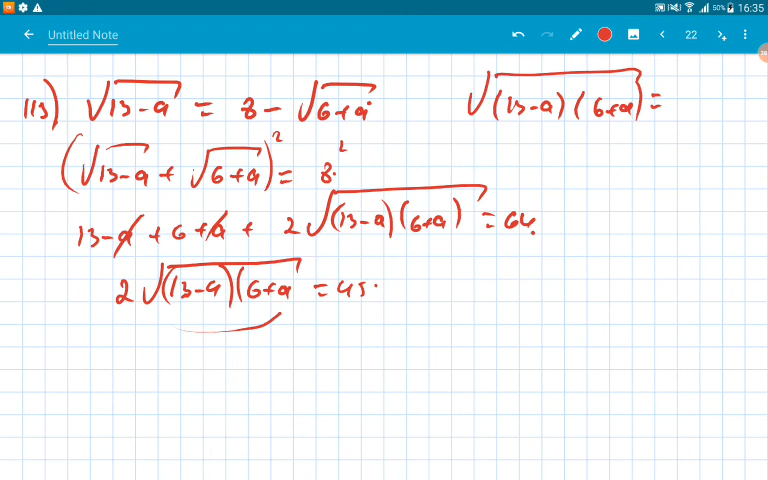 50% 16:35
Untitled Note 22
113) √(13-a) = 8 - √(6+a)
√((13-a)(6+a)) =
(√(13-a) + √(6+a))² = 8²
13-a + 6+a + 2√((13-a)(6+a)) = 64.
2√((13-a)(6+a = 45.